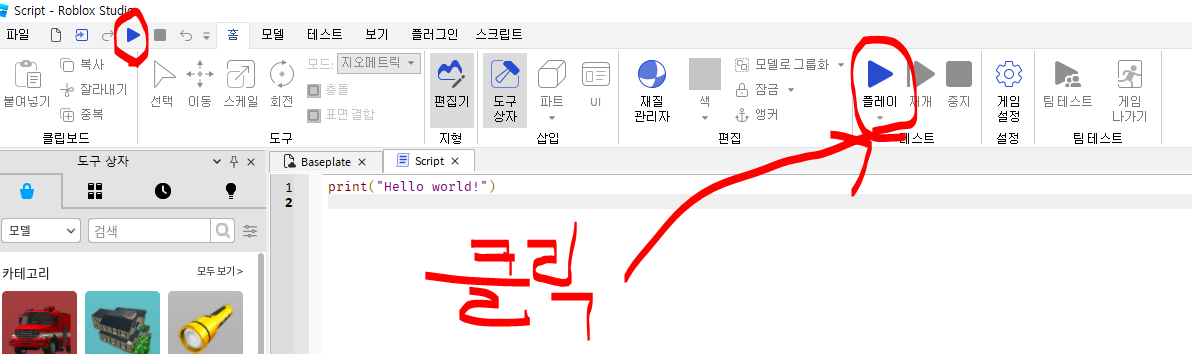 Script - Roblox Studio
파일 홈 모델 테스트 보기 플러그인 스크립트
붙여넣기 복사 잘라내기 중복 선택 이동 스케일 회전 모드: 지오메트릭 충돌 표면 결합 편집기 도구 상자 파트 UI 재질 관리자 색 모델로 그룹화 잠금 앵커 플레이 재개 중지 게임 설정 팀 테스트 게임 나가기
클립보드 도구 지형 삽입 편집 테스트 설정 팀 테스트
도구 상자 Baseplate Script
1 print("Hello world!")
2
모델 검색
카테고리 모두 보기 >
클릭